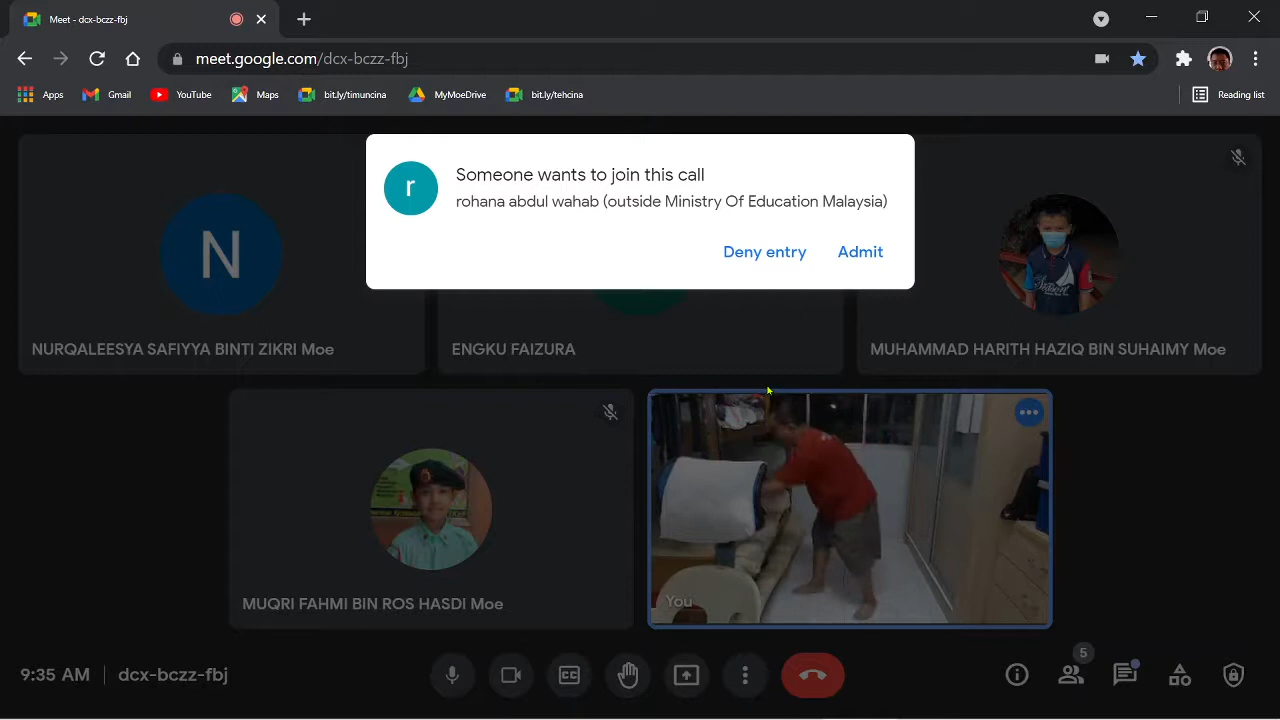 Meet - dcx-bczz-fbj
meet.google.com/dcx-bczz-fbj
Apps Gmail YouTube Maps bit.ly/timuncina MyMoeDrive bit.ly/tehcina Reading list
r
Someone wants to join this call
rohana abdul wahab (outside Ministry Of Education Malaysia)
Deny entry Admit
N
NURQALEESYA SAFIYYA BINTI ZIKRI Moe
ENGKU FAIZURA
MUHAMMAD HARITH HAZIQ BIN SUHAIMY Moe
MUQRI FAHMI BIN ROS HASDI Moe
You
9:35 AM dcx-bczz-fbj
5